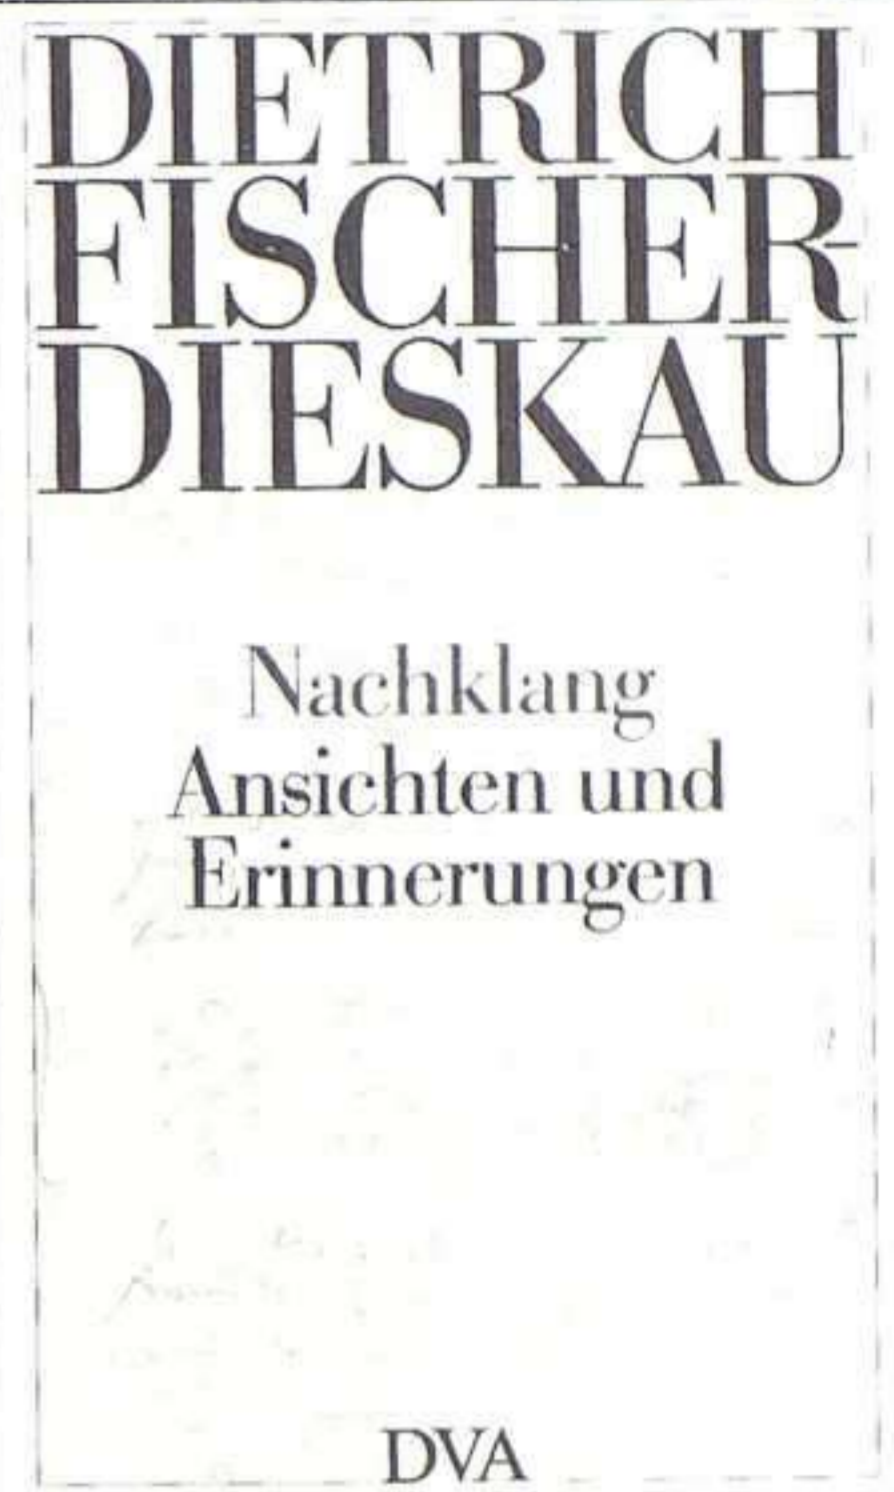 DIETRICH
FISCHER-
DIESKAU
Nachklang
Ansichten und
Erinnerungen
DVA